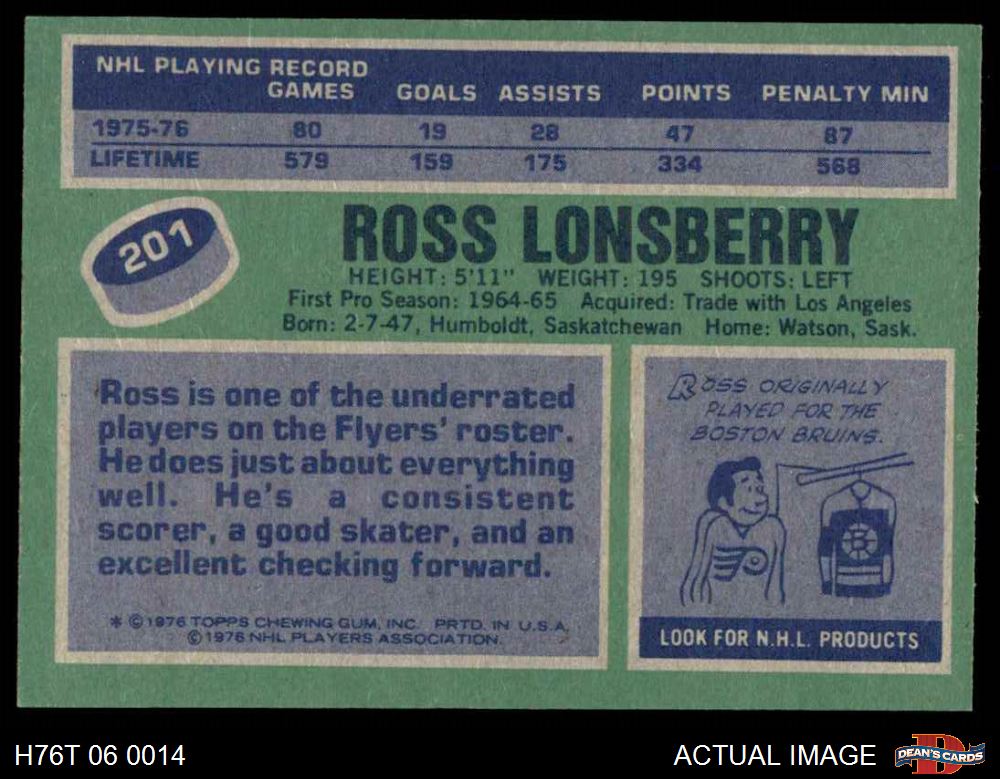 NHL PLAYING RECORD
GAMES GOALS ASSISTS POINTS PENALTY MIN
1975-76 80 19 28 47 87
LIFETIME 579 159 175 334 568
201
ROSS LONSBERRY
HEIGHT: 5'11" WEIGHT: 195 SHOOTS: LEFT
First Pro Season: 1964-65 Acquired: Trade with Los Angeles
Born: 2-7-47, Humboldt, Saskatchewan Home: Watson, Sask.
Ross is one of the underrated
players on the Flyers' roster.
He does just about everything
well. He's a consistent
scorer, a good skater, and an
excellent checking forward.
* © 1976 TOPPS CHEWING GUM, INC. PRTD. IN U.S.A.
© 1976 NHL PLAYERS ASSOCIATION.
ROSS ORIGINALLY
PLAYED FOR THE
BOSTON BRUINS.
B
LOOK FOR N.H.L. PRODUCTS
H76T 06 0014
ACTUAL IMAGE
DEAN'S CARDS